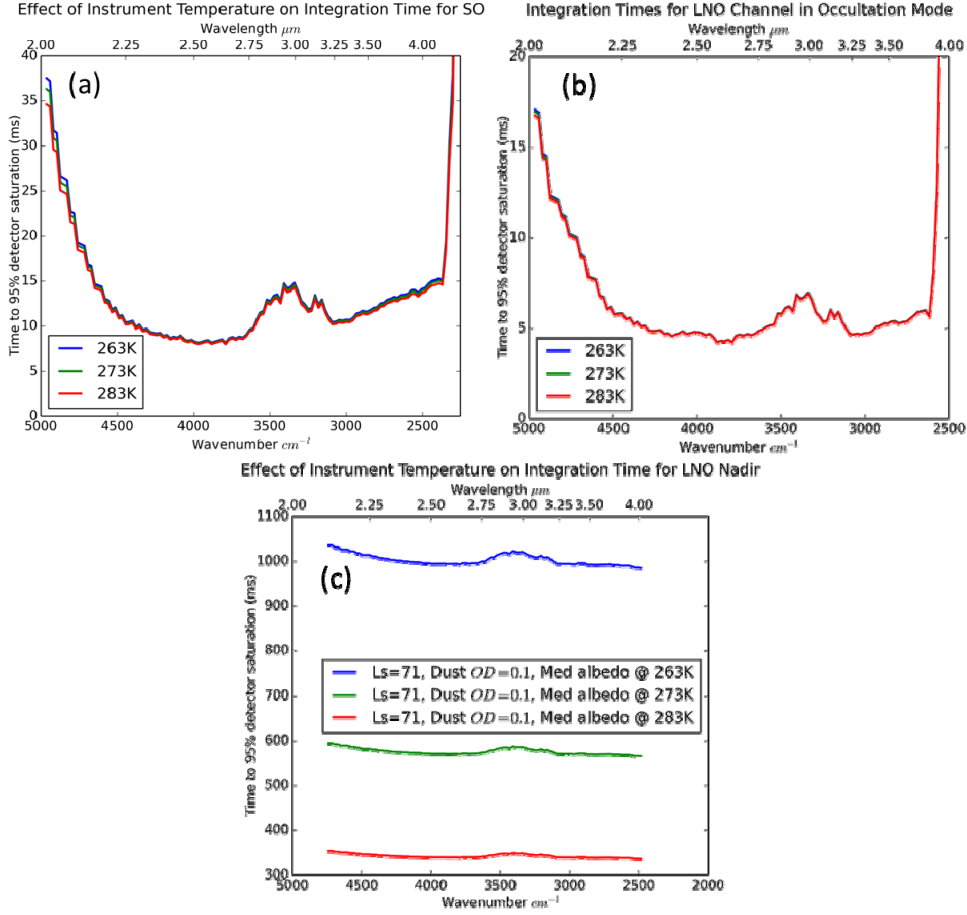 Effect of Instrument Temperature on Integration Time for SO
Wavelength μm
2.00 2.25 2.50 2.75 3.00 3.25 3.50 4.00
(a)
40
35
30
25
20
15
10
5
0
Time to 95% detector saturation (ms)
263K
273K
283K
5000 4500 4000 3500 3000 2500
Wavenumber cm⁻¹
Integration Times for LNO Channel in Occultation Mode
Wavelength μm
2.00 2.25 2.50 2.75 3.00 3.25 3.50 4.00
(b)
20
15
10
5
0
Time to 95% detector saturation (ms)
263K
273K
283K
5000 4500 4000 3500 3000 2500
Wavenumber cm⁻¹
Effect of Instrument Temperature on Integration Time for LNO Nadir
Wavelength μm
2.00 2.25 2.50 2.75 3.00 3.25 3.50 4.00
(c)
1100
1000
900
800
700
600
500
400
300
Time to 95% detector saturation (ms)
Ls=71, Dust OD=0.1, Med albedo @ 263K
Ls=71, Dust OD=0.1, Med albedo @ 273K
Ls=71, Dust OD=0.1, Med albedo @ 283K
5000 4500 4000 3500 3000 2500 2000
Wavenumber cm⁻¹